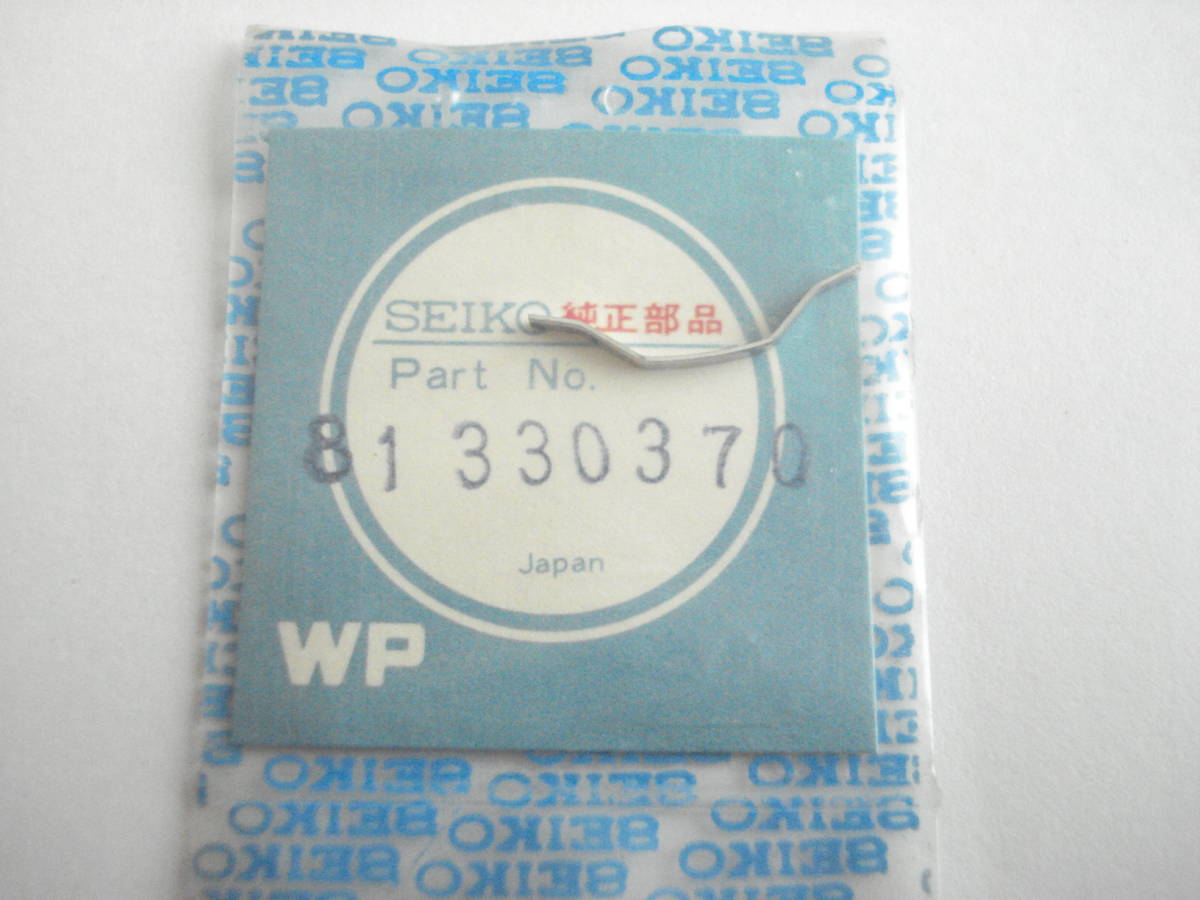 SEIKO 純正部品
Part No.
81 330370
Japan
WP